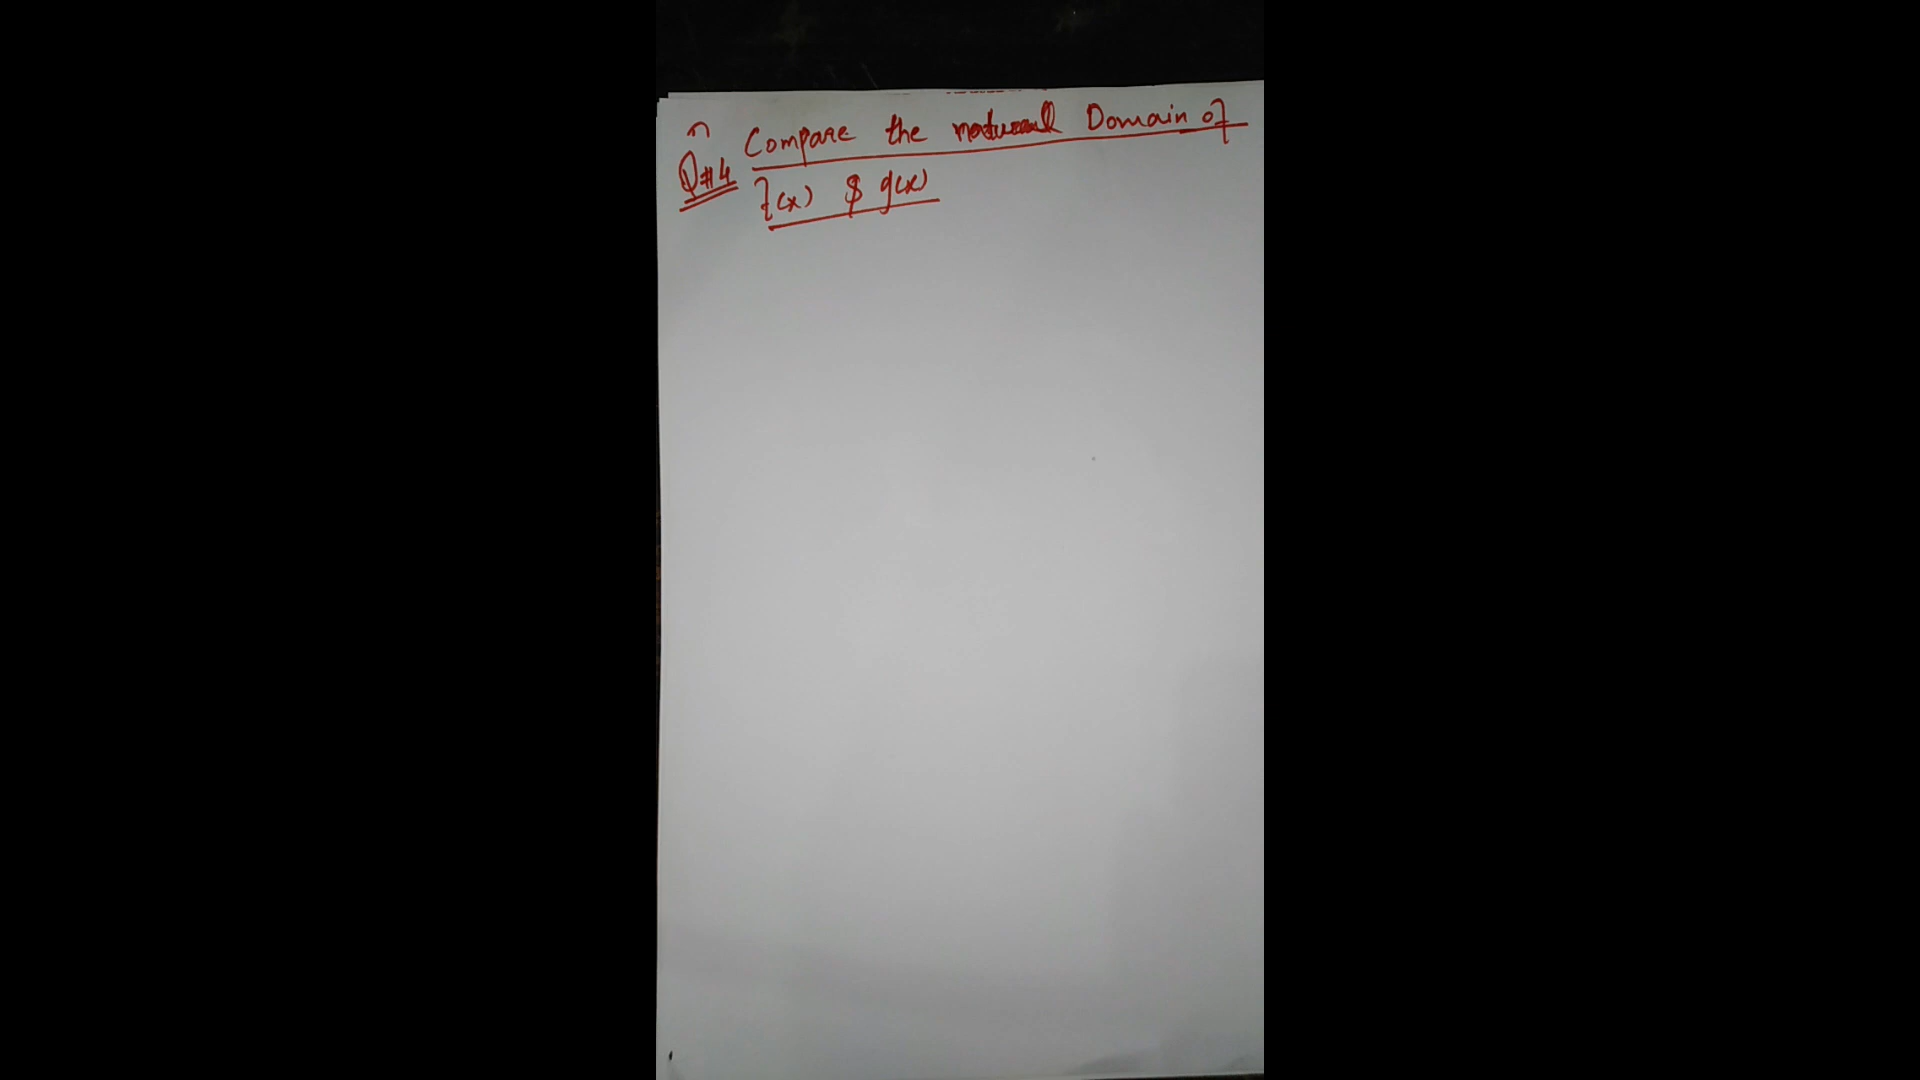 Compare the natural Domain of
Q#4 f(x) & g(x)